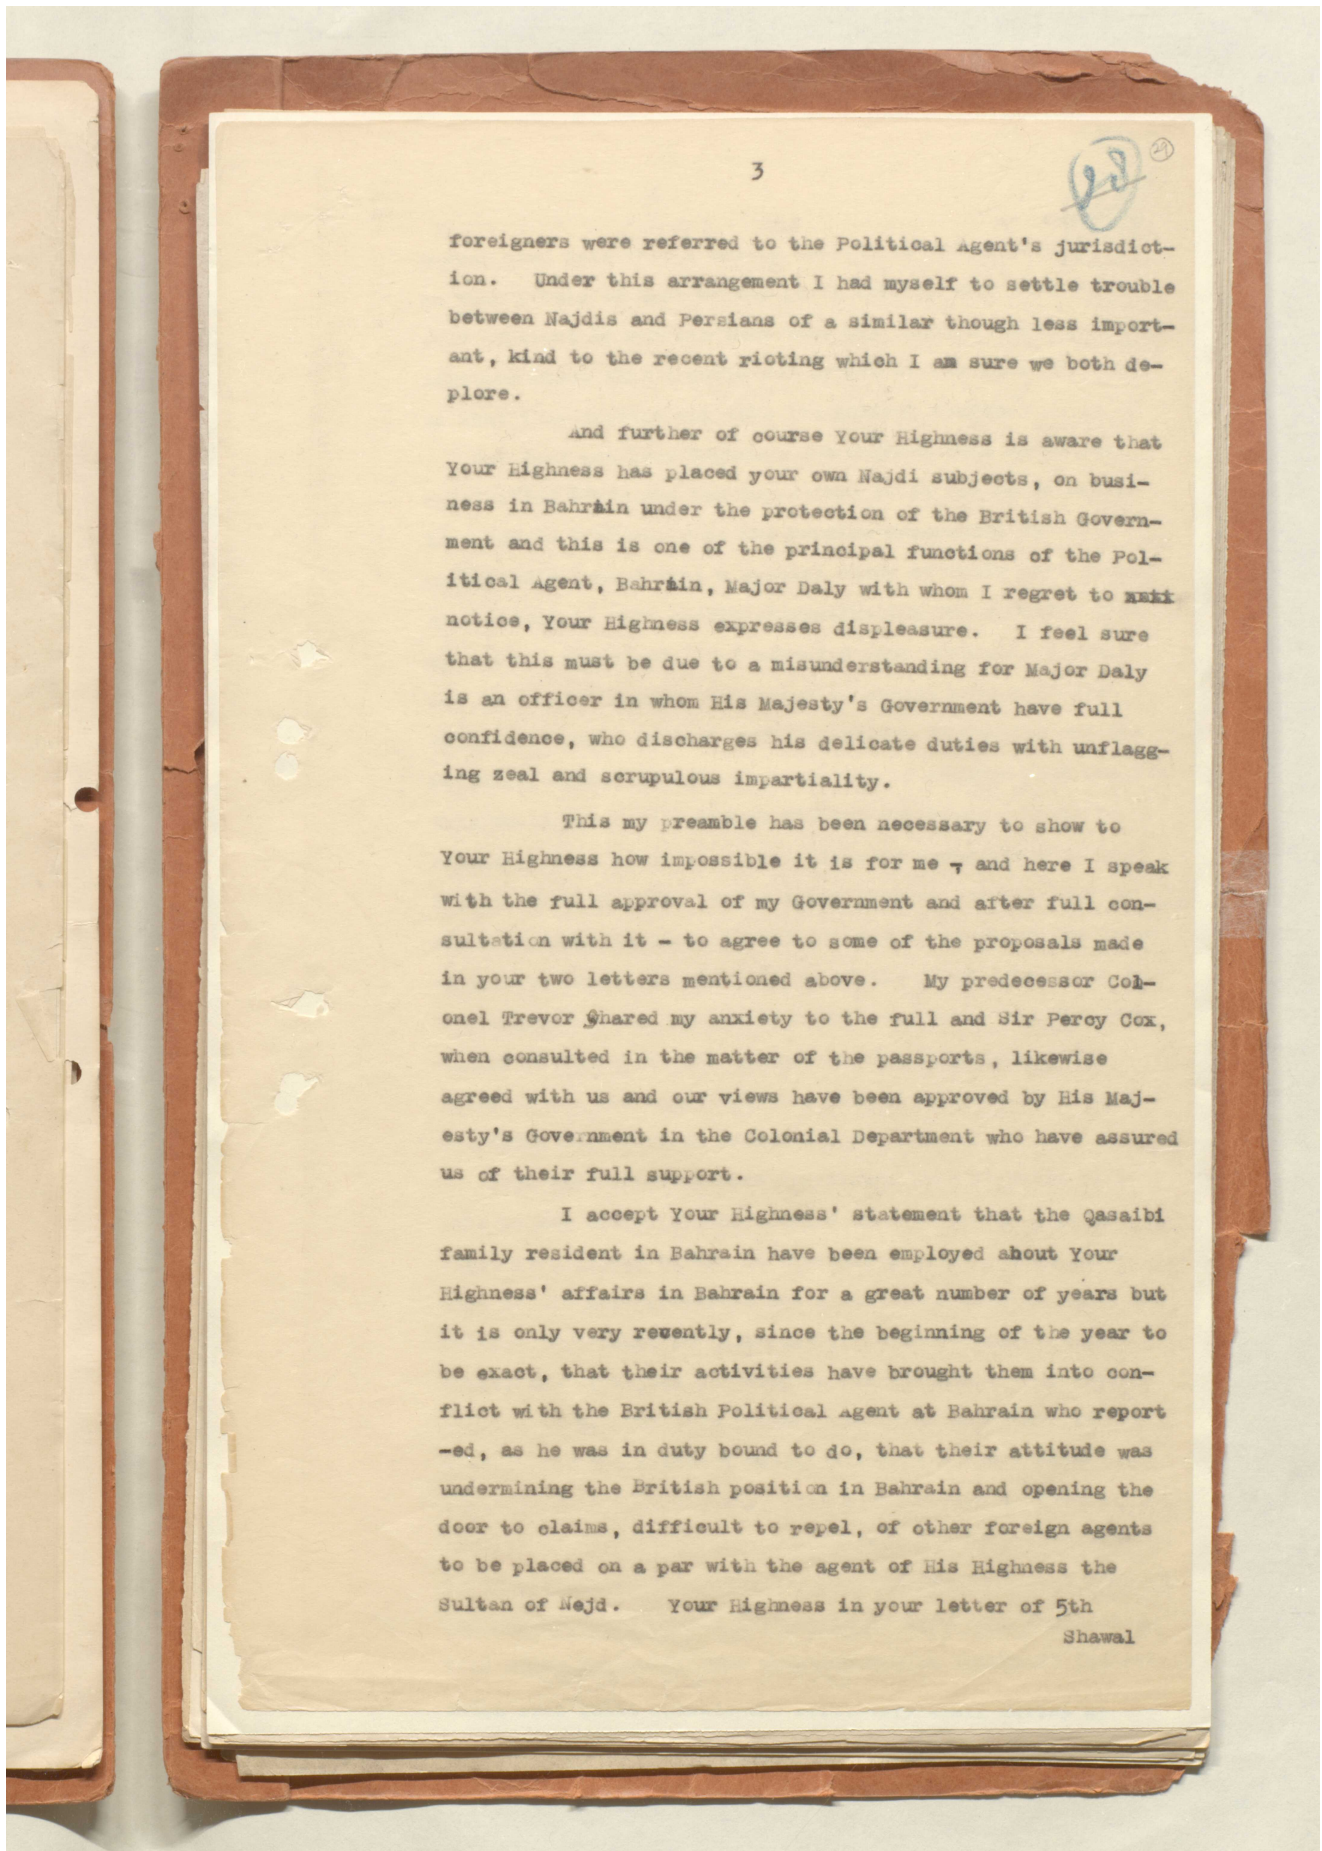 3
28
29
foreigners were referred to the Political Agent's jurisdict-
ion. Under this arrangement I had myself to settle trouble
between Najdis and Persians of a similar though less import-
ant, kind to the recent rioting which I am sure we both de-
plore.
And further of course Your Highness is aware that
Your Highness has placed your own Najdi subjects, on busi-
ness in Bahrain under the protection of the British Govern-
ment and this is one of the principal functions of the Pol-
itical Agent, Bahrain, Major Daly with whom I regret to
notice, Your Highness expresses displeasure. I feel sure
that this must be due to a misunderstanding for Major Daly
is an officer in whom His Majesty's Government have full
confidence, who discharges his delicate duties with unflagg-
ing zeal and scrupulous impartiality.
This my preamble has been necessary to show to
Your Highness how impossible it is for me - and here I speak
with the full approval of my Government and after full con-
sultation with it - to agree to some of the proposals made
in your two letters mentioned above. My predecessor Col-
onel Trevor shared my anxiety to the full and Sir Percy Cox,
when consulted in the matter of the passports, likewise
agreed with us and our views have been approved by His Maj-
esty's Government in the Colonial Department who have assured
us of their full support.
I accept Your Highness' statement that the Qasaibi
family resident in Bahrain have been employed about Your
Highness' affairs in Bahrain for a great number of years but
it is only very recently, since the beginning of the year to
be exact, that their activities have brought them into con-
flict with the British Political Agent at Bahrain who report
-ed, as he was in duty bound to do, that their attitude was
undermining the British position in Bahrain and opening the
door to claims, difficult to repel, of other foreign agents
to be placed on a par with the agent of His Highness the
Sultan of Nejd. Your Highness in your letter of 5th
Shawal